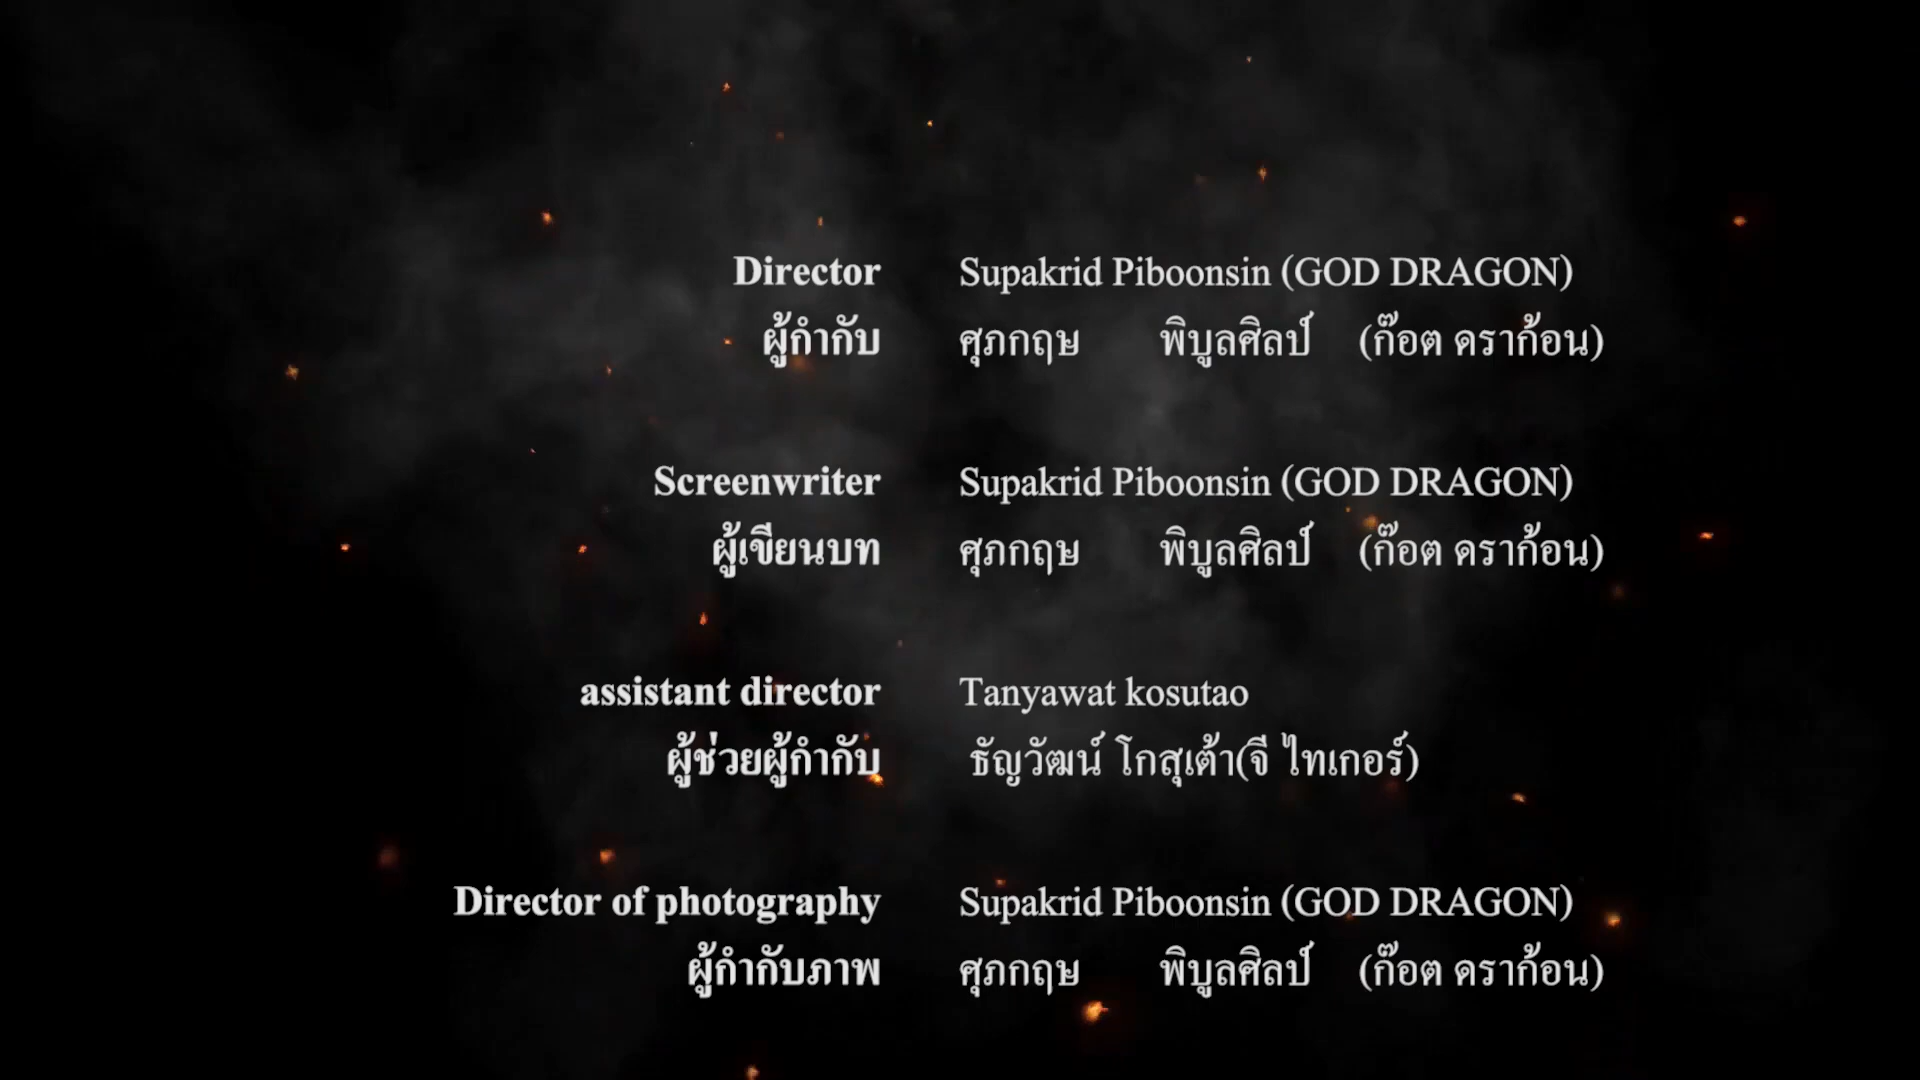 Director Supakrid Piboonsin (GOD DRAGON)
ผู้กำกับ ศุภกฤษ พิบูลศิลป์ (ก๊อต ดราก้อน)
Screenwriter Supakrid Piboonsin (GOD DRAGON)
ผู้เขียนบท ศุภกฤษ พิบูลศิลป์ (ก๊อต ดราก้อน)
assistant director Tanyawat kosutao
ผู้ช่วยผู้กำกับ ธัญวัฒน์ โกสุเต้า(จี ไทเกอร์)
Director of photography Supakrid Piboonsin (GOD DRAGON)
ผู้กำกับภาพ ศุภกฤษ พิบูลศิลป์ (ก๊อต ดราก้อน)